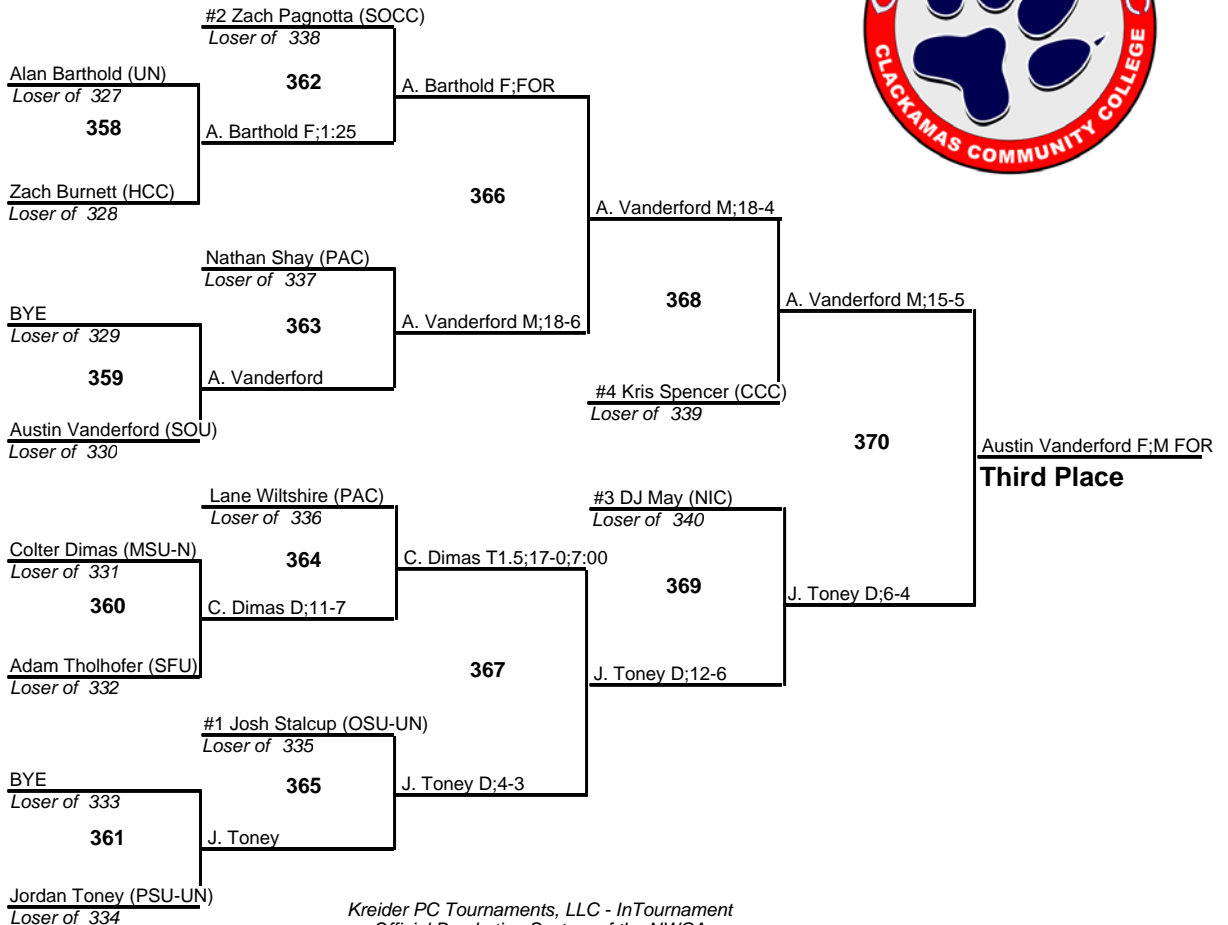 #2 Zach Pagnotta (SOCC)
Loser of 338
362
Alan Barthold (UN)
Loser of 327
358
A. Barthold F;FOR
A. Barthold F;1:25
Zach Burnett (HCC)
Loser of 328
366
A. Vanderford M;18-4
Nathan Shay (PAC)
Loser of 337
363
BYE
Loser of 329
359
A. Vanderford M;18-6
A. Vanderford
Austin Vanderford (SOU)
Loser of 330
368
A. Vanderford M;15-5
#4 Kris Spencer (CCC)
Loser of 339
370
Austin Vanderford F;M FOR
Third Place
Lane Wiltshire (PAC)
Loser of 336
364
Colter Dimas (MSU-N)
Loser of 331
360
C. Dimas T1.5;17-0;7:00
C. Dimas D;11-7
Adam Tholhofer (SFU)
Loser of 332
#3 DJ May (NIC)
Loser of 340
369
J. Toney D;6-4
367
J. Toney D;12-6
#1 Josh Stalcup (OSU-UN)
Loser of 335
365
BYE
Loser of 333
361
J. Toney D;4-3
J. Toney
Jordan Toney (PSU-UN)
Loser of 334
CLACKAMAS COMMUNITY COLLEGE
Kreider PC Tournaments, LLC - InTournament